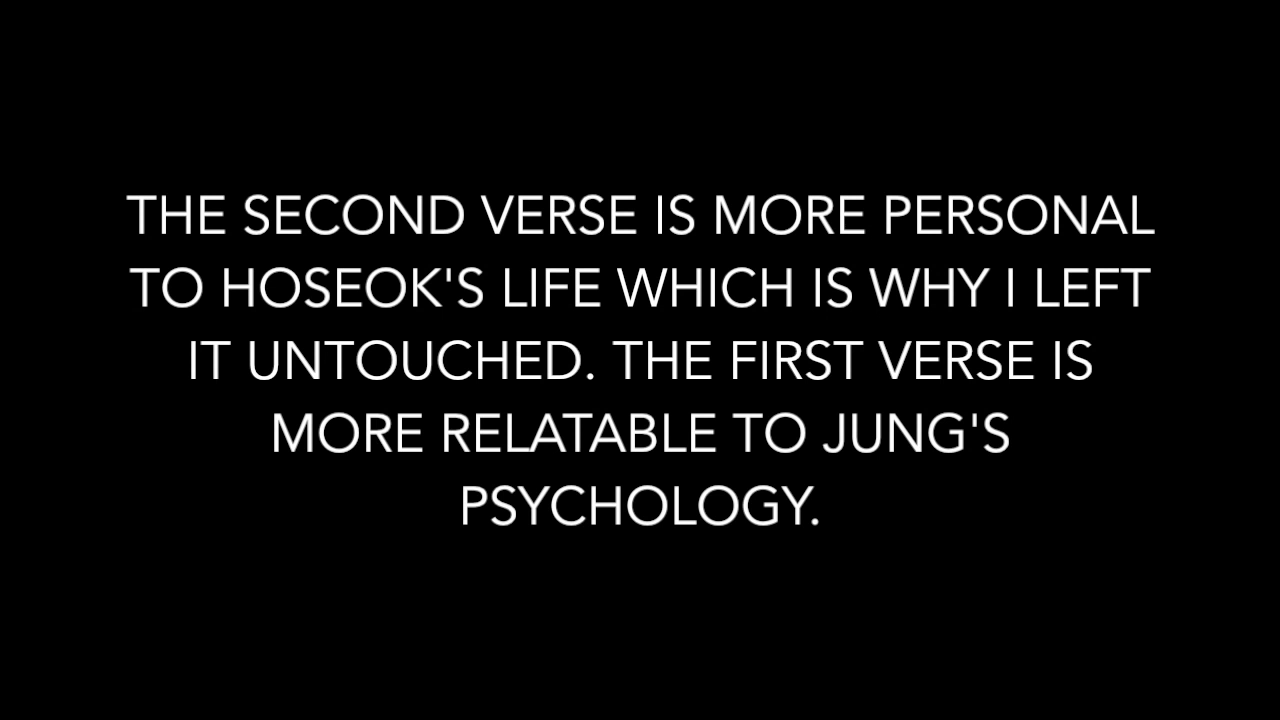 THE SECOND VERSE IS MORE PERSONAL
TO HOSEOK'S LIFE WHICH IS WHY I LEFT
IT UNTOUCHED. THE FIRST VERSE IS
MORE RELATABLE TO JUNG'S
PSYCHOLOGY.